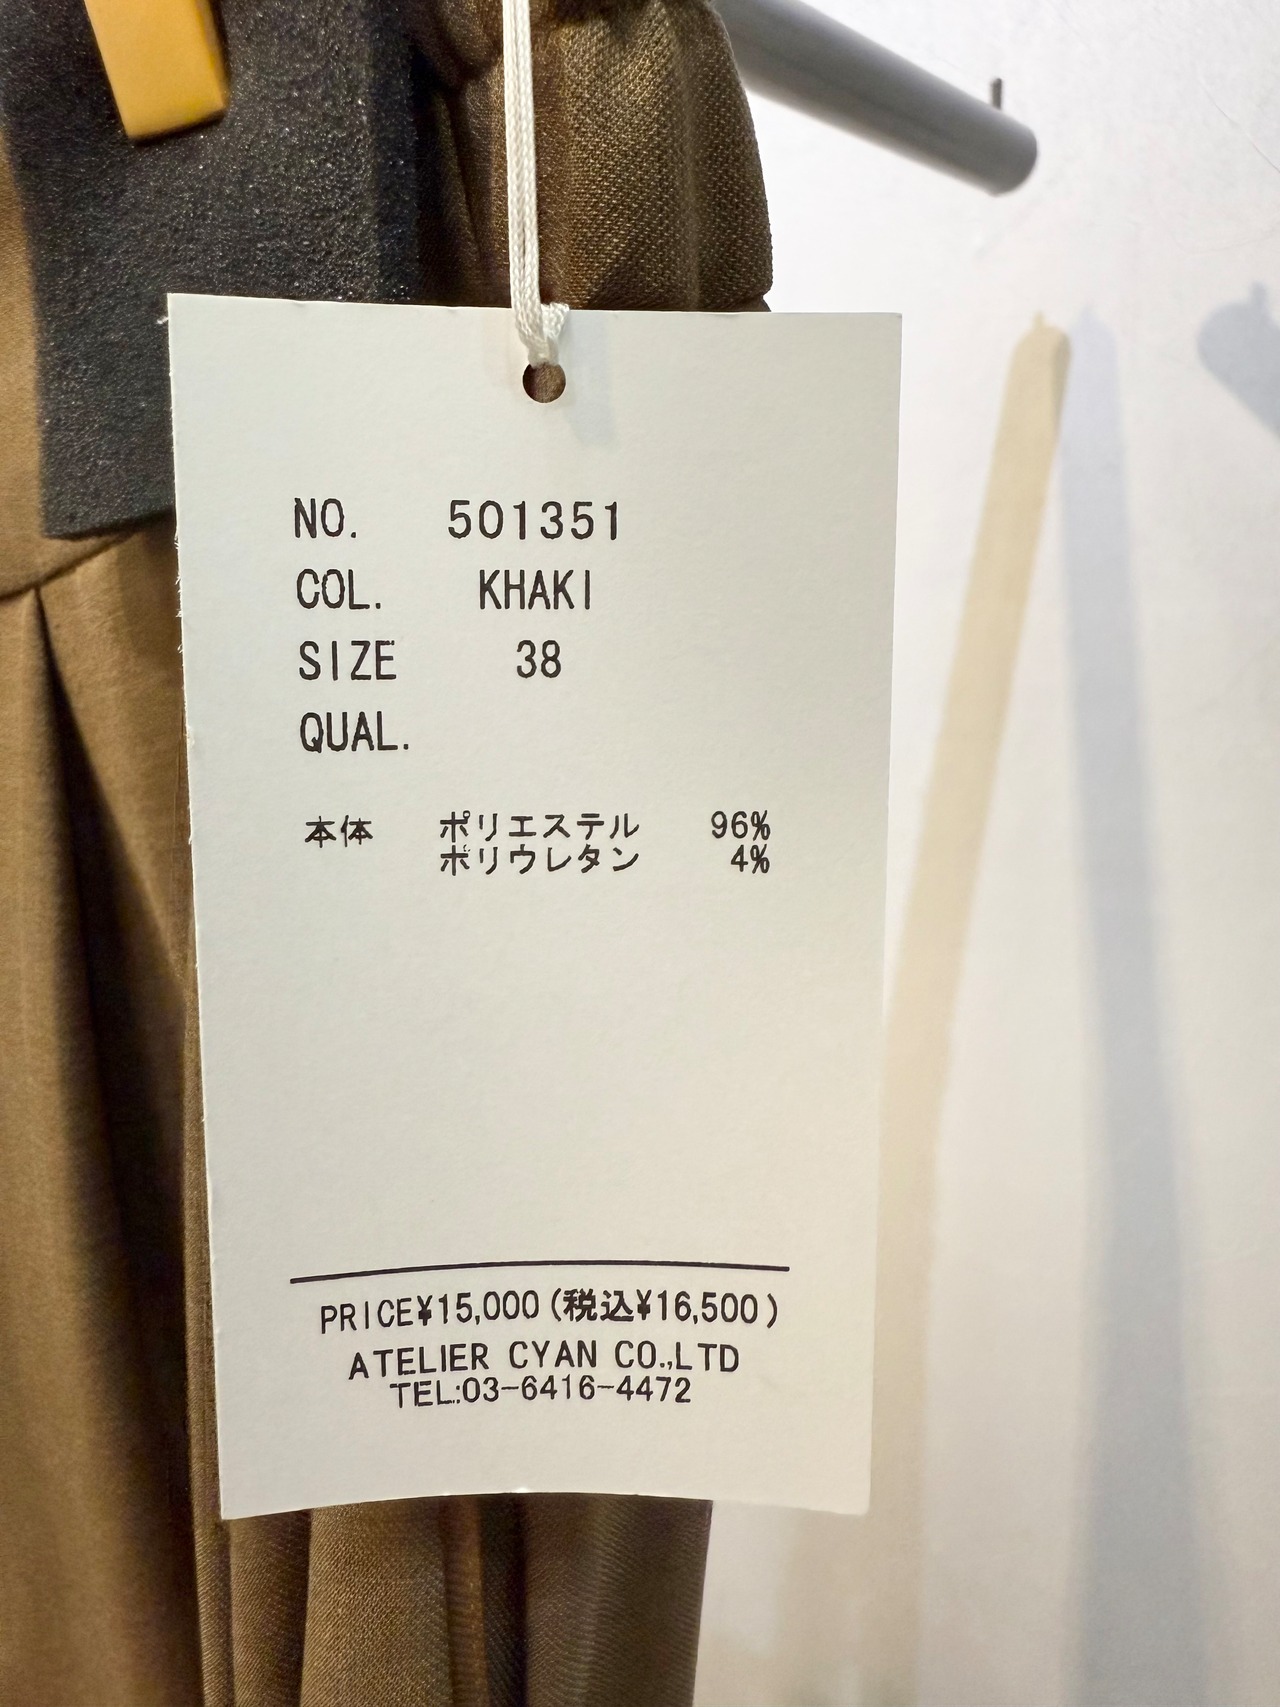 NO. 501351
COL. KHAKI
SIZE 38
QUAL.
本体 ポリエステル 96%
ポリウレタン 4%
PRICE¥15,000(税込¥16,500)
ATELIER CYAN CO.,LTD
TEL:03-6416-4472